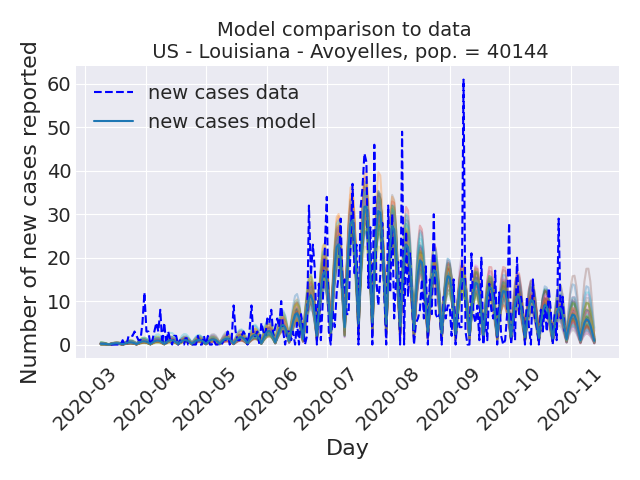 Model comparison to data
US - Louisiana - Avoyelles, pop. = 40144
Number of new cases reported
60
50
40
30
20
10
0
new cases data
new cases model
2020-03
2020-04
2020-05
2020-06
2020-07
2020-08
2020-09
2020-10
2020-11
Day